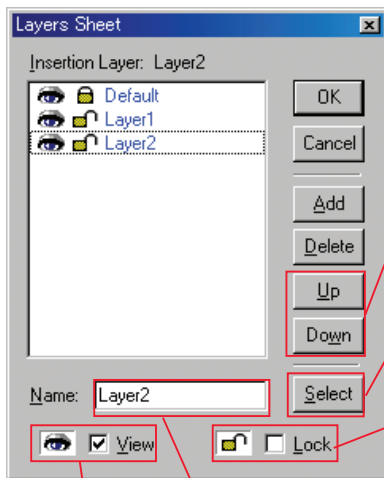 Layers Sheet
Insertion Layer: Layer2
Default
Layer1
Layer2
OK
Cancel
Add
Delete
Up
Down
Name: Layer2
Select
View
Lock